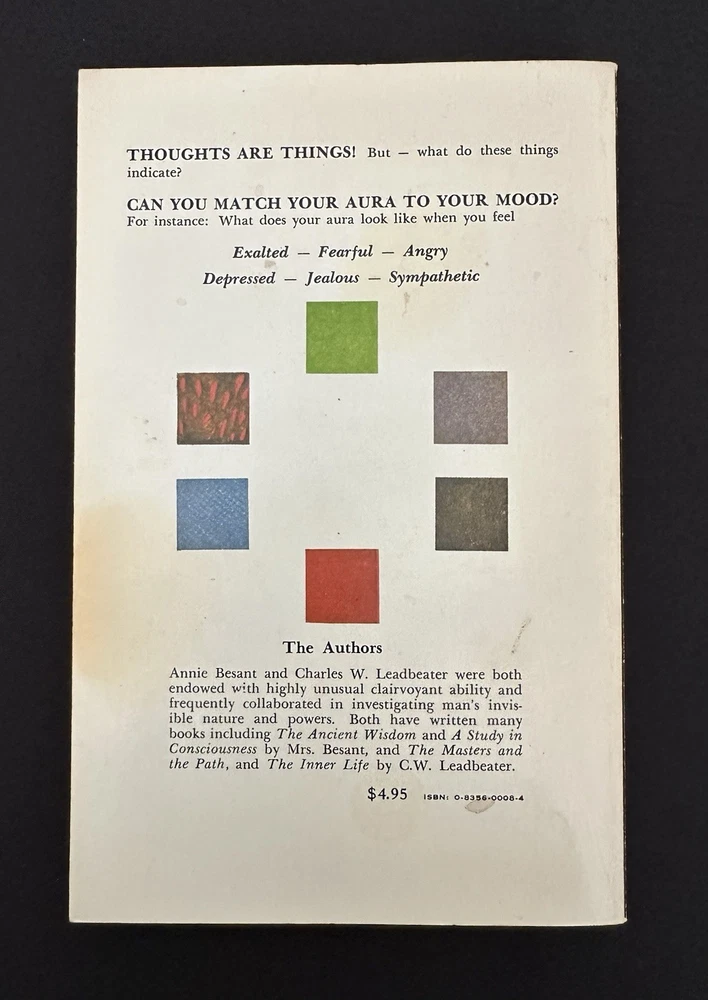 THOUGHTS ARE THINGS! But — what do these things
indicate?
CAN YOU MATCH YOUR AURA TO YOUR MOOD?
For instance: What does your aura look like when you feel
Exalted — Fearful — Angry
Depressed — Jealous — Sympathetic
The Authors
Annie Besant and Charles W. Leadbeater were both
endowed with highly unusual clairvoyant ability and
frequently collaborated in investigating man's invis-
ible nature and powers. Both have written many
books including The Ancient Wisdom and A Study in
Consciousness by Mrs. Besant, and The Masters and
the Path, and The Inner Life by C.W. Leadbeater.
$4.95 ISBN: 0-8356-0008-4